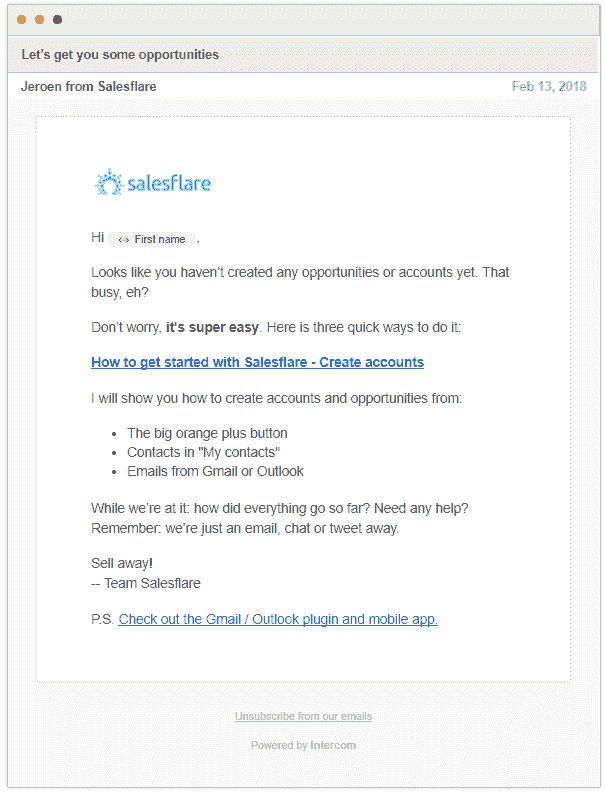 Let's get you some opportunities
Jeroen from Salesflare Feb 13, 2018
salesflare
Hi First name ,
Looks like you haven't created any opportunities or accounts yet. That
busy, eh?
Don't worry, it's super easy. Here is three quick ways to do it:
How to get started with Salesflare - Create accounts
I will show you how to create accounts and opportunities from:
• The big orange plus button
• Contacts in "My contacts"
• Emails from Gmail or Outlook
While we're at it: how did everything go so far? Need any help?
Remember: we're just an email, chat or tweet away.
Sell away!
-- Team Salesflare
P.S. Check out the Gmail / Outlook plugin and mobile app.
Unsubscribe from our emails
Powered by Intercom